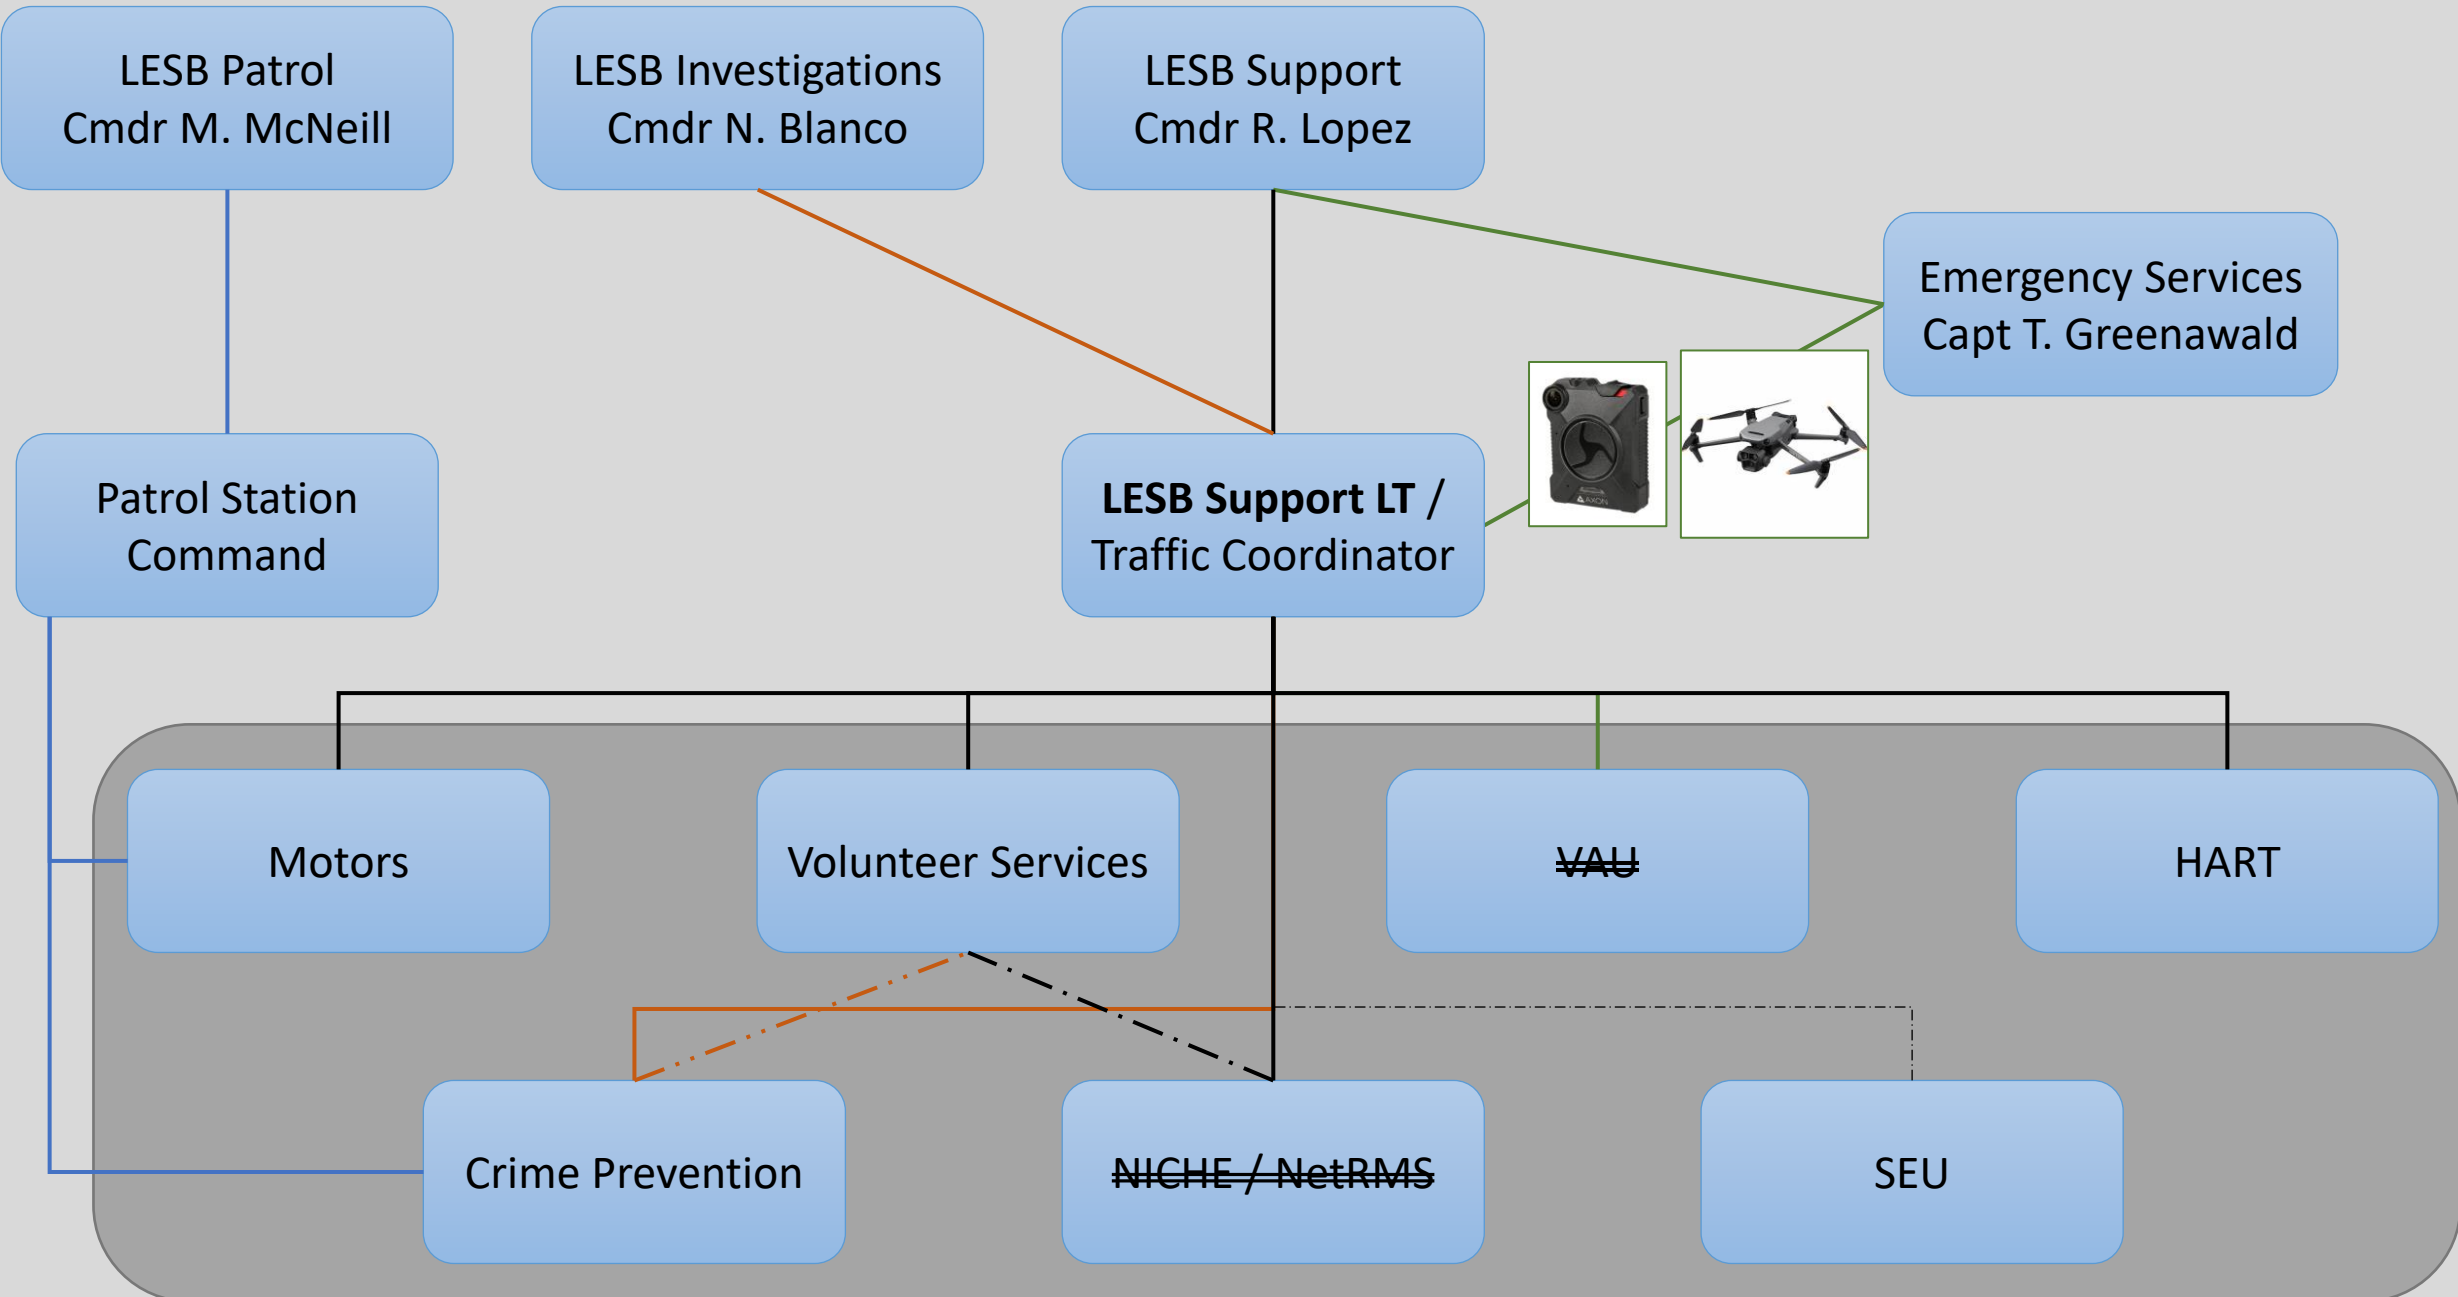 LESB Patrol
Cmdr M. McNeill
LESB Investigations
Cmdr N. Blanco
LESB Support
Cmdr R. Lopez
Emergency Services
Capt T. Greenawald
Patrol Station
Command
LESB Support LT /
Traffic Coordinator
AXON
Motors
Volunteer Services
VAU
HART
Crime Prevention
NICHE / NetRMS
SEU